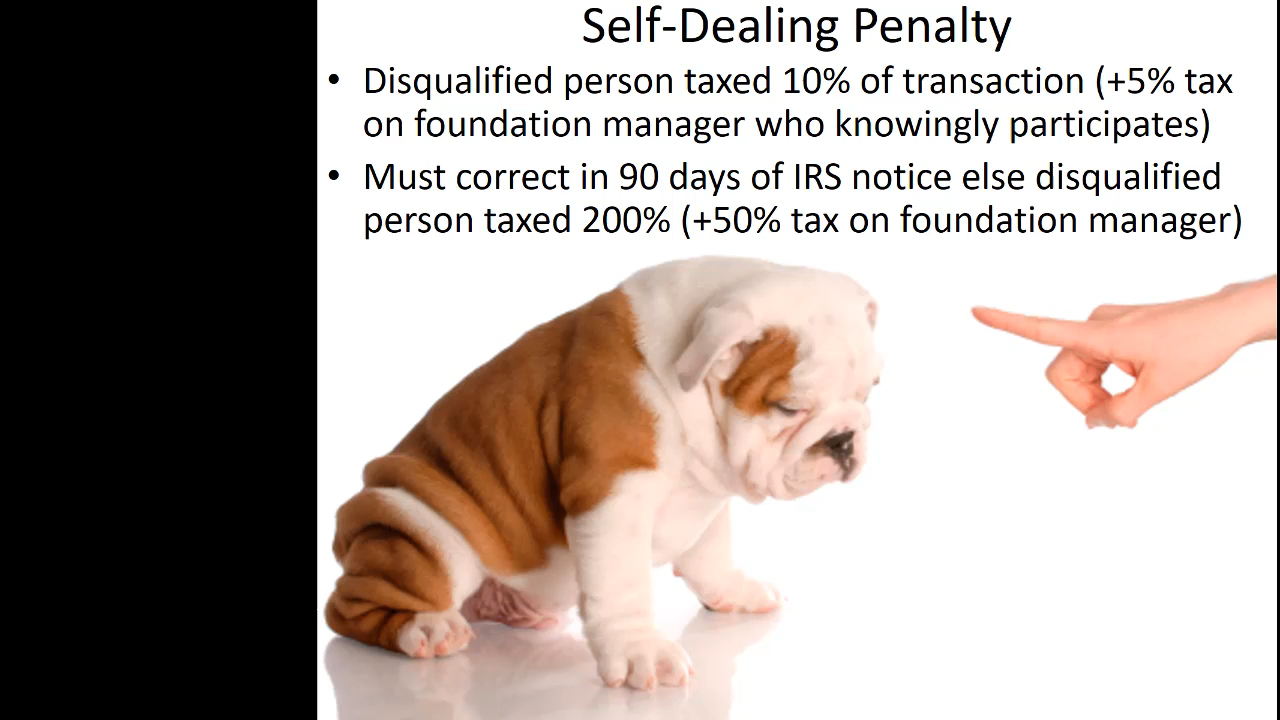 Self-Dealing Penalty
• Disqualified person taxed 10% of transaction (+5% tax
on foundation manager who knowingly participates)
• Must correct in 90 days of IRS notice else disqualified
person taxed 200% (+50% tax on foundation manager)